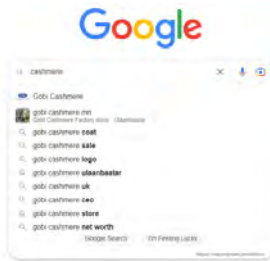 Google
cashmere
Gobi Cashmere
gobi cashmere mn
Gobi Cashmere Factory store · Ulaanbaatar
gobi cashmere coat
gobi cashmere sale
gobi cashmere logo
gobi cashmere ulaanbaatar
gobi cashmere uk
gobi cashmere ceo
gobi cashmere store
gobi cashmere net worth
Google Search I'm Feeling Lucky